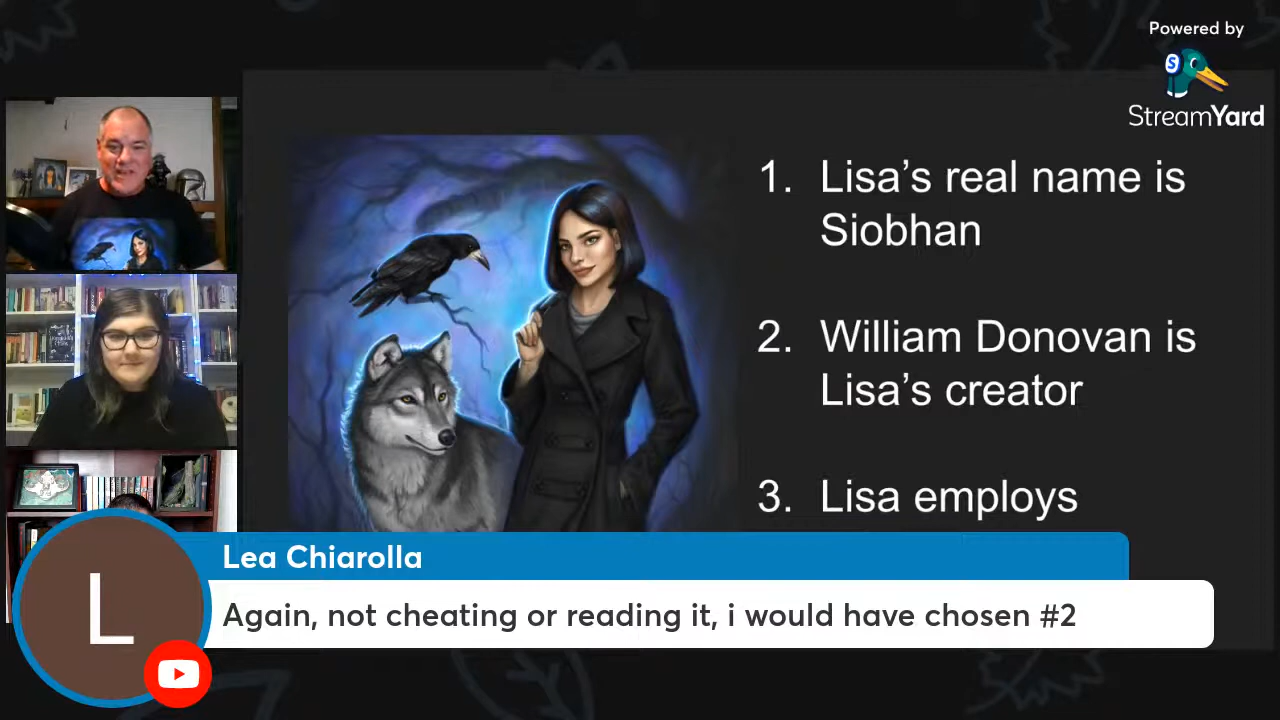 Powered by
StreamYard
1. Lisa’s real name is
Siobhan
2. William Donovan is
Lisa’s creator
3. Lisa employs
Lea Chiarolla
L
Again, not cheating or reading it, i would have chosen #2